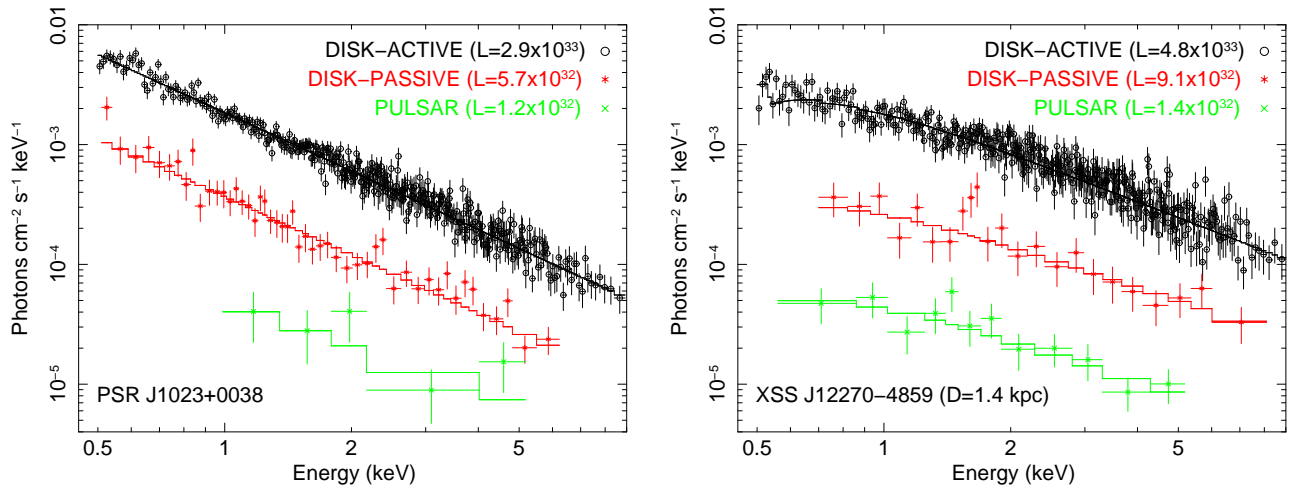 0.01
10⁻³
10⁻⁴
10⁻⁵
Photons cm⁻² s⁻¹ keV⁻¹
DISK−ACTIVE (L=2.9x10³³)
DISK−PASSIVE (L=5.7x10³²)
PULSAR (L=1.2x10³²)
PSR J1023+0038
0.5 1 2 5
Energy (keV)
0.01
10⁻³
10⁻⁴
10⁻⁵
Photons cm⁻² s⁻¹ keV⁻¹
DISK−ACTIVE (L=4.8x10³³)
DISK−PASSIVE (L=9.1x10³²)
PULSAR (L=1.4x10³²)
XSS J12270−4859 (D=1.4 kpc)
0.5 1 2 5
Energy (keV)